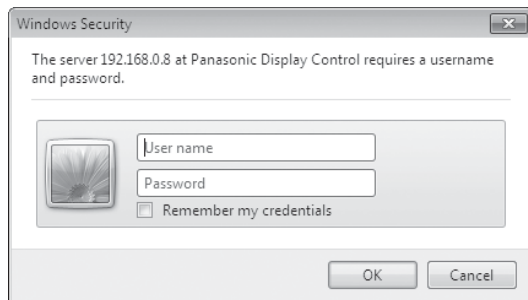 Windows Security
The server 192.168.0.8 at Panasonic Display Control requires a username
and password.
User name
Password
Remember my credentials
OK
Cancel